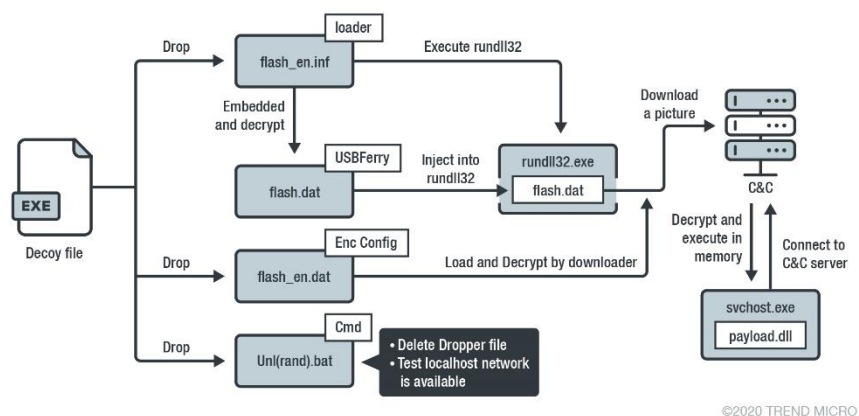 loader
Drop
flash_en.inf
Execute rundll32
Embedded
and decrypt
Download
a picture
USBFerry
flash.dat
Inject into
rundll32
rundll32.exe
flash.dat
C&C
EXE
Decoy file
Enc Config
Drop
flash_en.dat
Load and Decrypt by downloader
Decrypt and
execute in
memory
Connect to
C&C server
svchost.exe
payload.dll
Cmd
Drop
Unl(rand).bat
• Delete Dropper file
• Test localhost network
is available
©2020 TREND MICRO